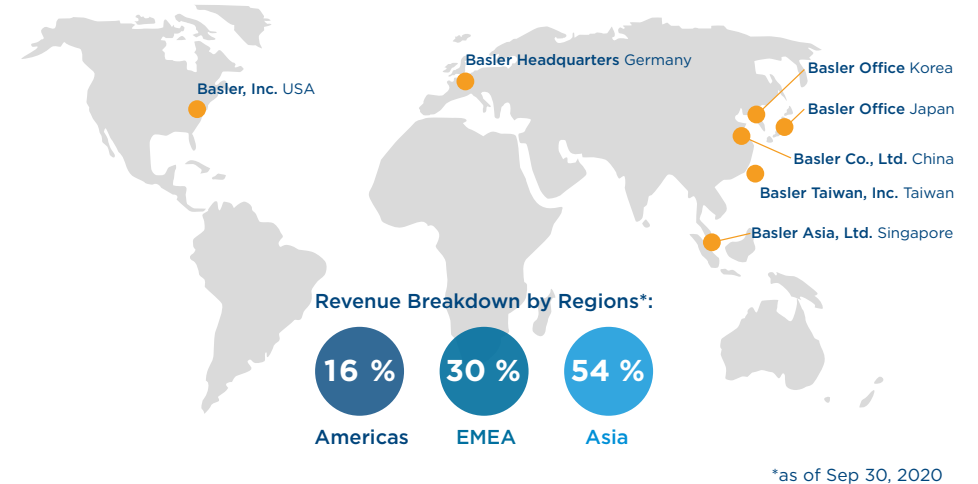 Basler Headquarters Germany
Basler, Inc. USA
Basler Office Korea
Basler Office Japan
Basler Co., Ltd. China
Basler Taiwan, Inc. Taiwan
Basler Asia, Ltd. Singapore
Revenue Breakdown by Regions*:
16 % 30 % 54 %
Americas EMEA Asia
*as of Sep 30, 2020